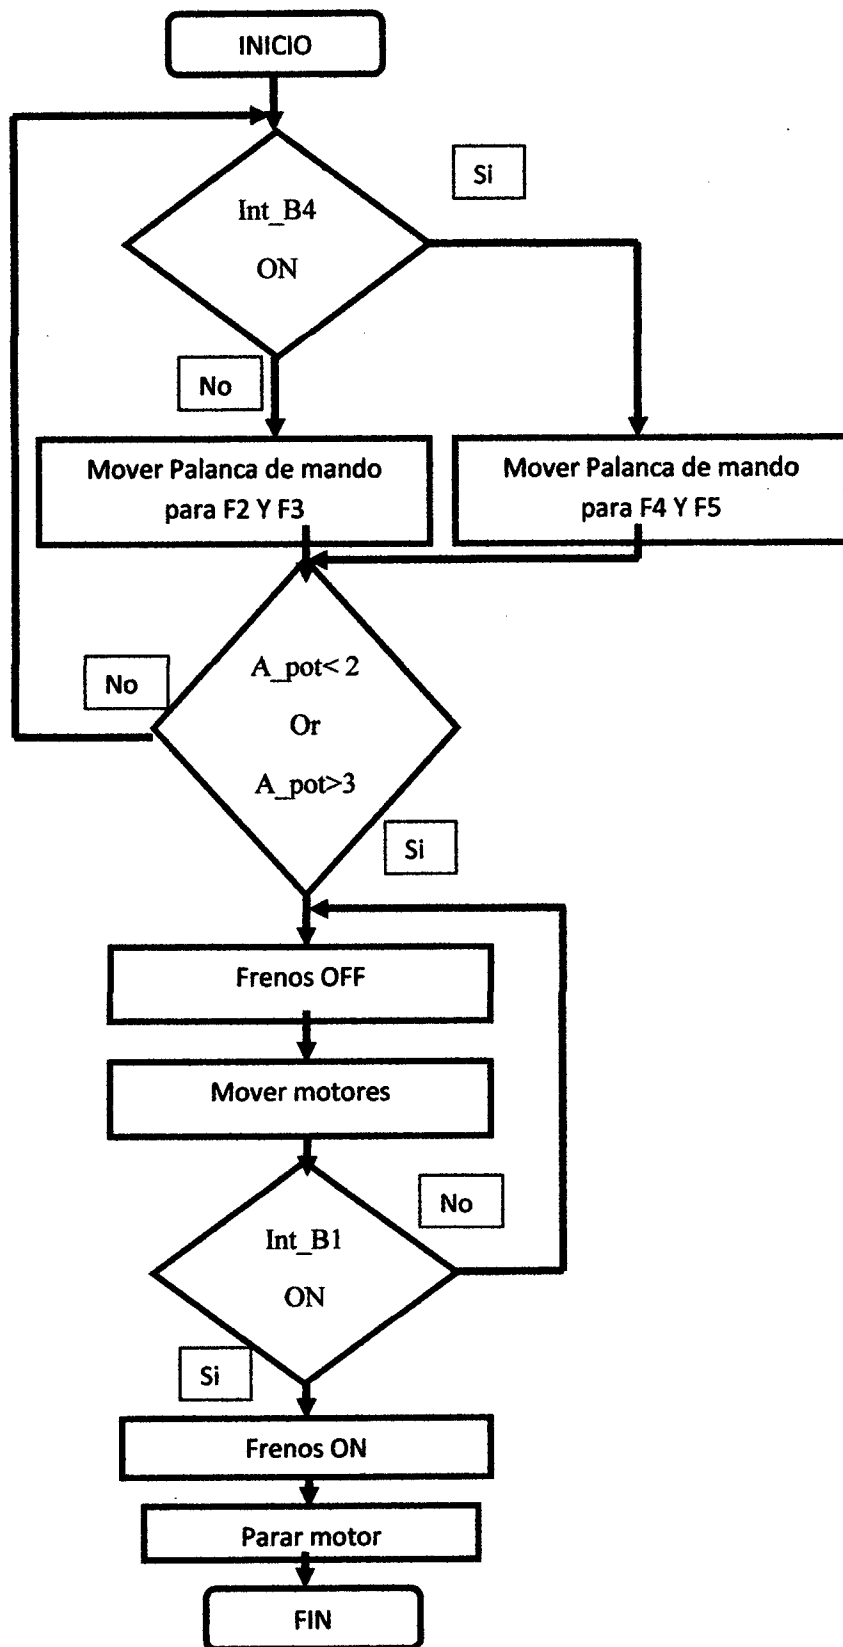 INICIO
Si
Int_B4
ON
No
Mover Palanca de mando
para F2 Y F3
Mover Palanca de mando
para F4 Y F5
No
A_pot< 2
Or
A_pot>3
Si
Frenos OFF
Mover motores
No
Int_B1
ON
Si
Frenos ON
Parar motor
FIN